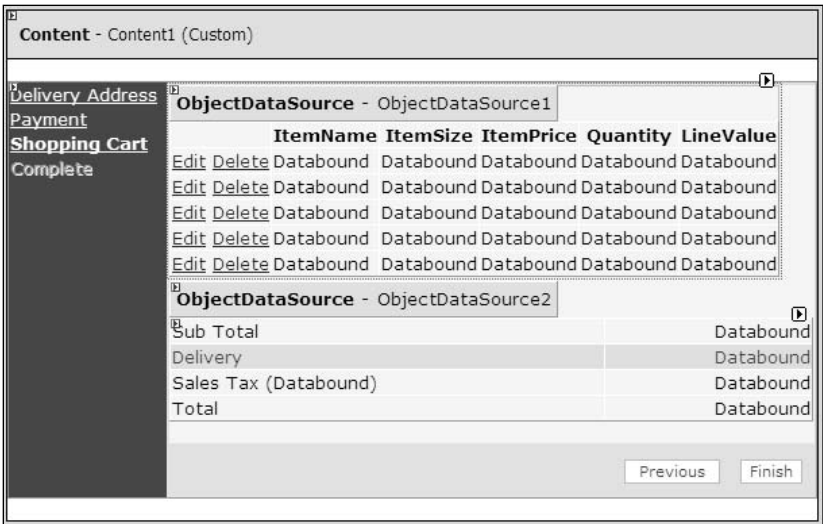 Content - Content1 (Custom)
Delivery Address
Payment
Shopping Cart
Complete
ObjectDataSource - ObjectDataSource1
ItemName ItemSize ItemPrice Quantity LineValue
Edit Delete Databound Databound Databound Databound Databound
Edit Delete Databound Databound Databound Databound Databound
Edit Delete Databound Databound Databound Databound Databound
Edit Delete Databound Databound Databound Databound Databound
Edit Delete Databound Databound Databound Databound Databound
ObjectDataSource - ObjectDataSource2
Sub Total Databound
Delivery Databound
Sales Tax (Databound) Databound
Total Databound
Previous Finish